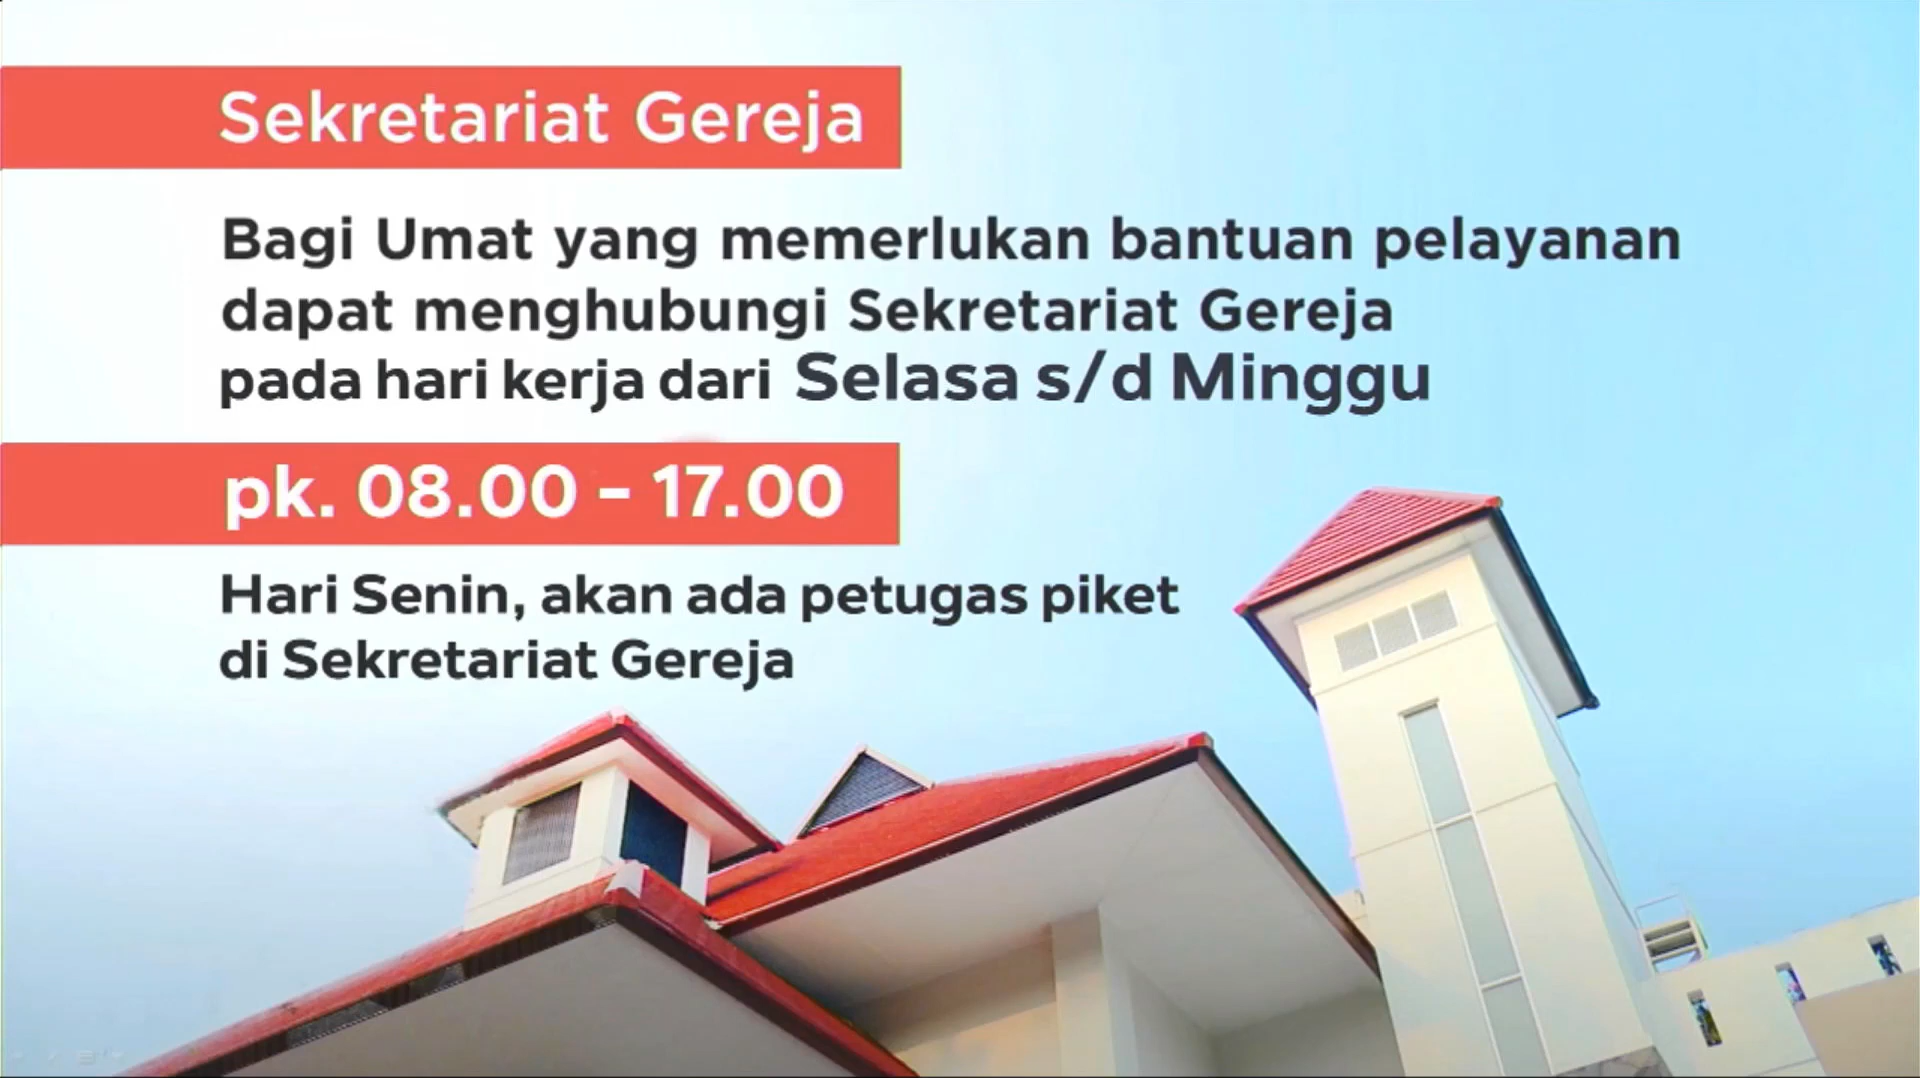 Sekretariat Gereja
Bagi Umat yang memerlukan bantuan pelayanan
dapat menghubungi Sekretariat Gereja
pada hari kerja dari Selasa s/d Minggu
pk. 08.00 - 17.00
Hari Senin, akan ada petugas piket
di Sekretariat Gereja